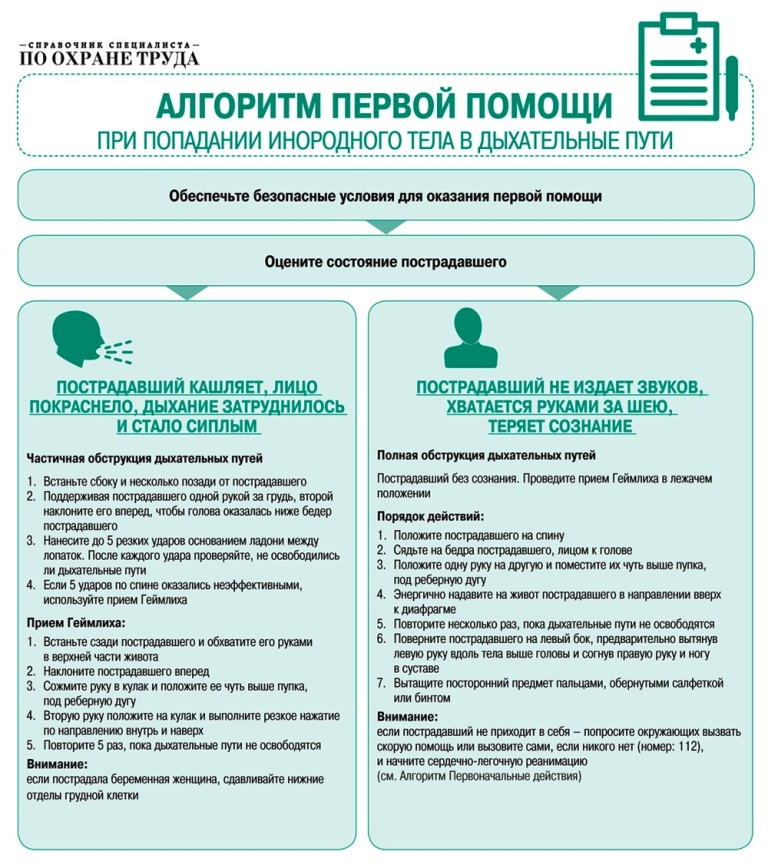 – СПРАВОЧНИК СПЕЦИАЛИСТА –
ПО ОХРАНЕ ТРУДА
АЛГОРИТМ ПЕРВОЙ ПОМОЩИ
ПРИ ПОПАДАНИИ ИНОРОДНОГО ТЕЛА В ДЫХАТЕЛЬНЫЕ ПУТИ
Обеспечьте безопасные условия для оказания первой помощи
Оцените состояние пострадавшего
ПОСТРАДАВШИЙ КАШЛЯЕТ, ЛИЦО
ПОКРАСНЕЛО, ДЫХАНИЕ ЗАТРУДНИЛОСЬ
И СТАЛО СИПЛЫМ
Частичная обструкция дыхательных путей
1. Встаньте сбоку и несколько позади от пострадавшего
2. Поддерживая пострадавшего одной рукой за грудь, второй
наклоните его вперед, чтобы голова оказалась ниже бедер
пострадавшего
3. Нанесите до 5 резких ударов основанием ладони между
лопаток. После каждого удара проверяйте, не освободились
ли дыхательные пути
4. Если 5 ударов по спине оказались неэффективными,
используйте прием Геймлиха
Прием Геймлиха:
1. Встаньте сзади пострадавшего и обхватите его руками
в верхней части живота
2. Наклоните пострадавшего вперед
3. Сожмите руку в кулак и положите ее чуть выше пупка,
под реберную дугу
4. Вторую руку положите на кулак и выполните резкое нажатие
по направлению внутрь и наверх
5. Повторите 5 раз, пока дыхательные пути не освободятся
Внимание:
если пострадала беременная женщина, сдавливайте нижние
отделы грудной клетки
ПОСТРАДАВШИЙ НЕ ИЗДАЕТ ЗВУКОВ,
ХВАТАЕТСЯ РУКАМИ ЗА ШЕЮ,
ТЕРЯЕТ СОЗНАНИЕ
Полная обструкция дыхательных путей
Пострадавший без сознания. Проведите прием Геймлиха в лежачем
положении
Порядок действий:
1. Положите пострадавшего на спину
2. Сядьте на бедра пострадавшего, лицом к голове
3. Положите одну руку на другую и поместите их чуть выше пупка,
под реберную дугу
4. Энергично надавите на живот пострадавшего в направлении вверх
к диафрагме
5. Повторите несколько раз, пока дыхательные пути не освободятся
6. Поверните пострадавшего на левый бок, предварительно вытянув
левую руку вдоль тела выше головы и согнув правую руку и ногу
в суставе
7. Вытащите посторонний предмет пальцами, обернутыми салфеткой
или бинтом
Внимание:
если пострадавший не приходит в себя – попросите окружающих вызвать
скорую помощь или вызовите сами, если никого нет (номер: 112),
и начните сердечно-легочную реанимацию
(см. Алгоритм Первоначальные действия)